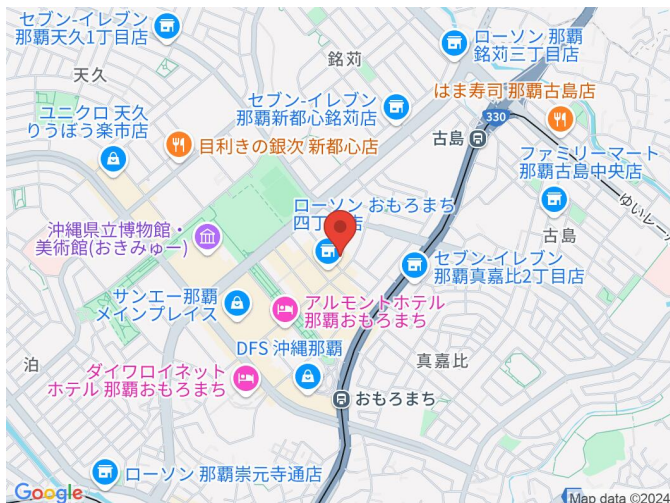 セブン-イレブン
那覇天久1丁目店
天久
銘苅
ローソン 那覇
銘苅三丁目店
ユニクロ 天久
りうぼう楽市店
目利きの銀次 新都心店
セブン-イレブン
那覇新都心銘苅店
はま寿司 那覇古島店
330
古島
ファミリーマート
那覇古島中央店
ゆいレール
古島
沖縄県立博物館・
美術館(おきみゅー)
ローソン おもろまち
四丁
店
セブン-イレブン
那覇真嘉比2丁目店
サンエー那覇
メインプレイス
アルモントホテル
那覇おもろまち
DFS 沖縄那覇
泊
ダイワロイネット
ホテル 那覇おもろまち
真嘉比
おもろまち
ローソン 那覇崇元寺通店
Google
Map data ©2024